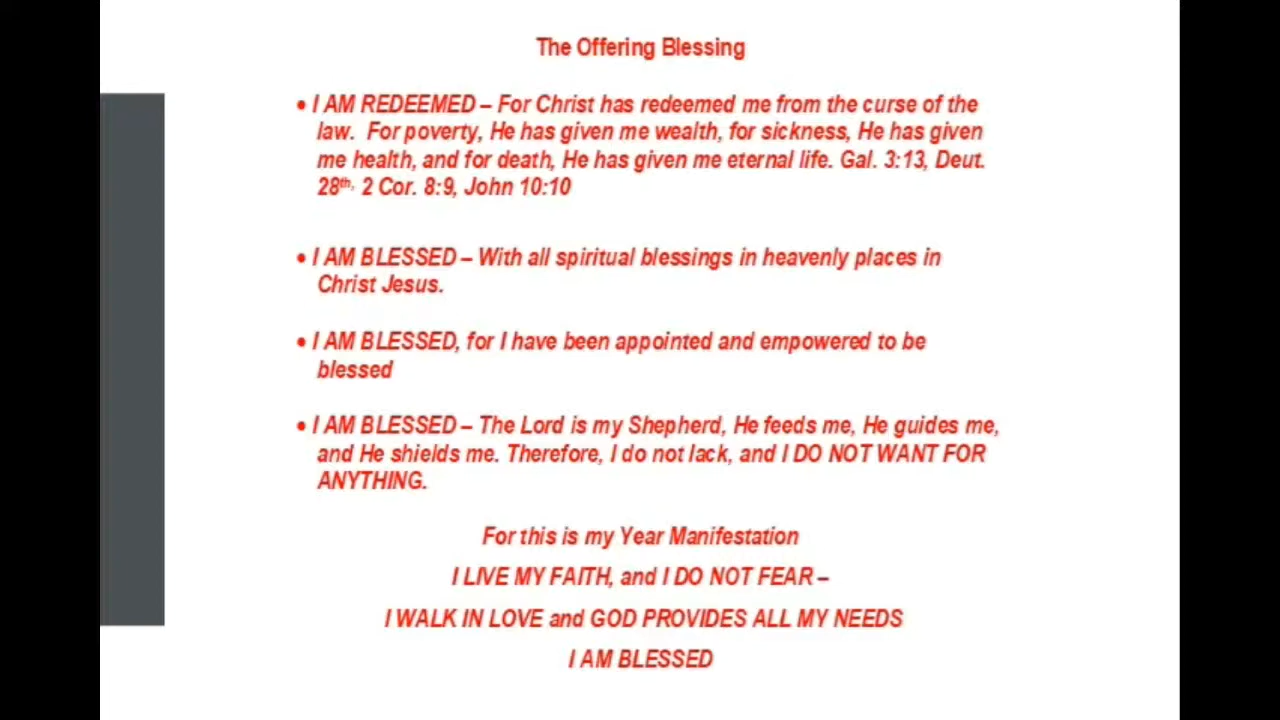 The Offering Blessing
• I AM REDEEMED – For Christ has redeemed me from the curse of the
law. For poverty, He has given me wealth, for sickness, He has given
me health, and for death, He has given me eternal life. Gal. 3:13, Deut.
28th, 2 Cor. 8:9, John 10:10
• I AM BLESSED – With all spiritual blessings in heavenly places in
Christ Jesus.
• I AM BLESSED, for I have been appointed and empowered to be
blessed
• I AM BLESSED – The Lord is my Shepherd, He feeds me, He guides me,
and He shields me. Therefore, I do not lack, and I DO NOT WANT FOR
ANYTHING.
For this is my Year Manifestation
I LIVE MY FAITH, and I DO NOT FEAR –
I WALK IN LOVE and GOD PROVIDES ALL MY NEEDS
I AM BLESSED